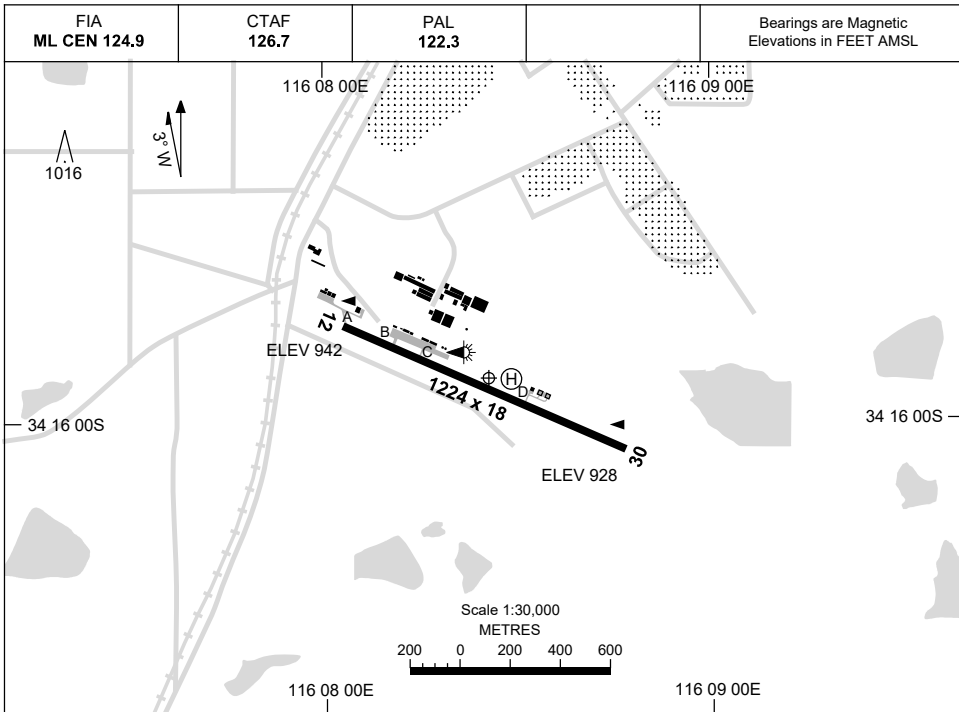 FIA
ML CEN 124.9
CTAF
126.7
PAL
122.3
Bearings are Magnetic
Elevations in FEET AMSL
116 08 00E
116 09 00E
3° W
1016
A
12
B
ELEV 942
C
H
D
1224 x 18
34 16 00S
34 16 00S
30
ELEV 928
Scale 1:30,000
METRES
200 0 200 400 600
116 08 00E
116 09 00E